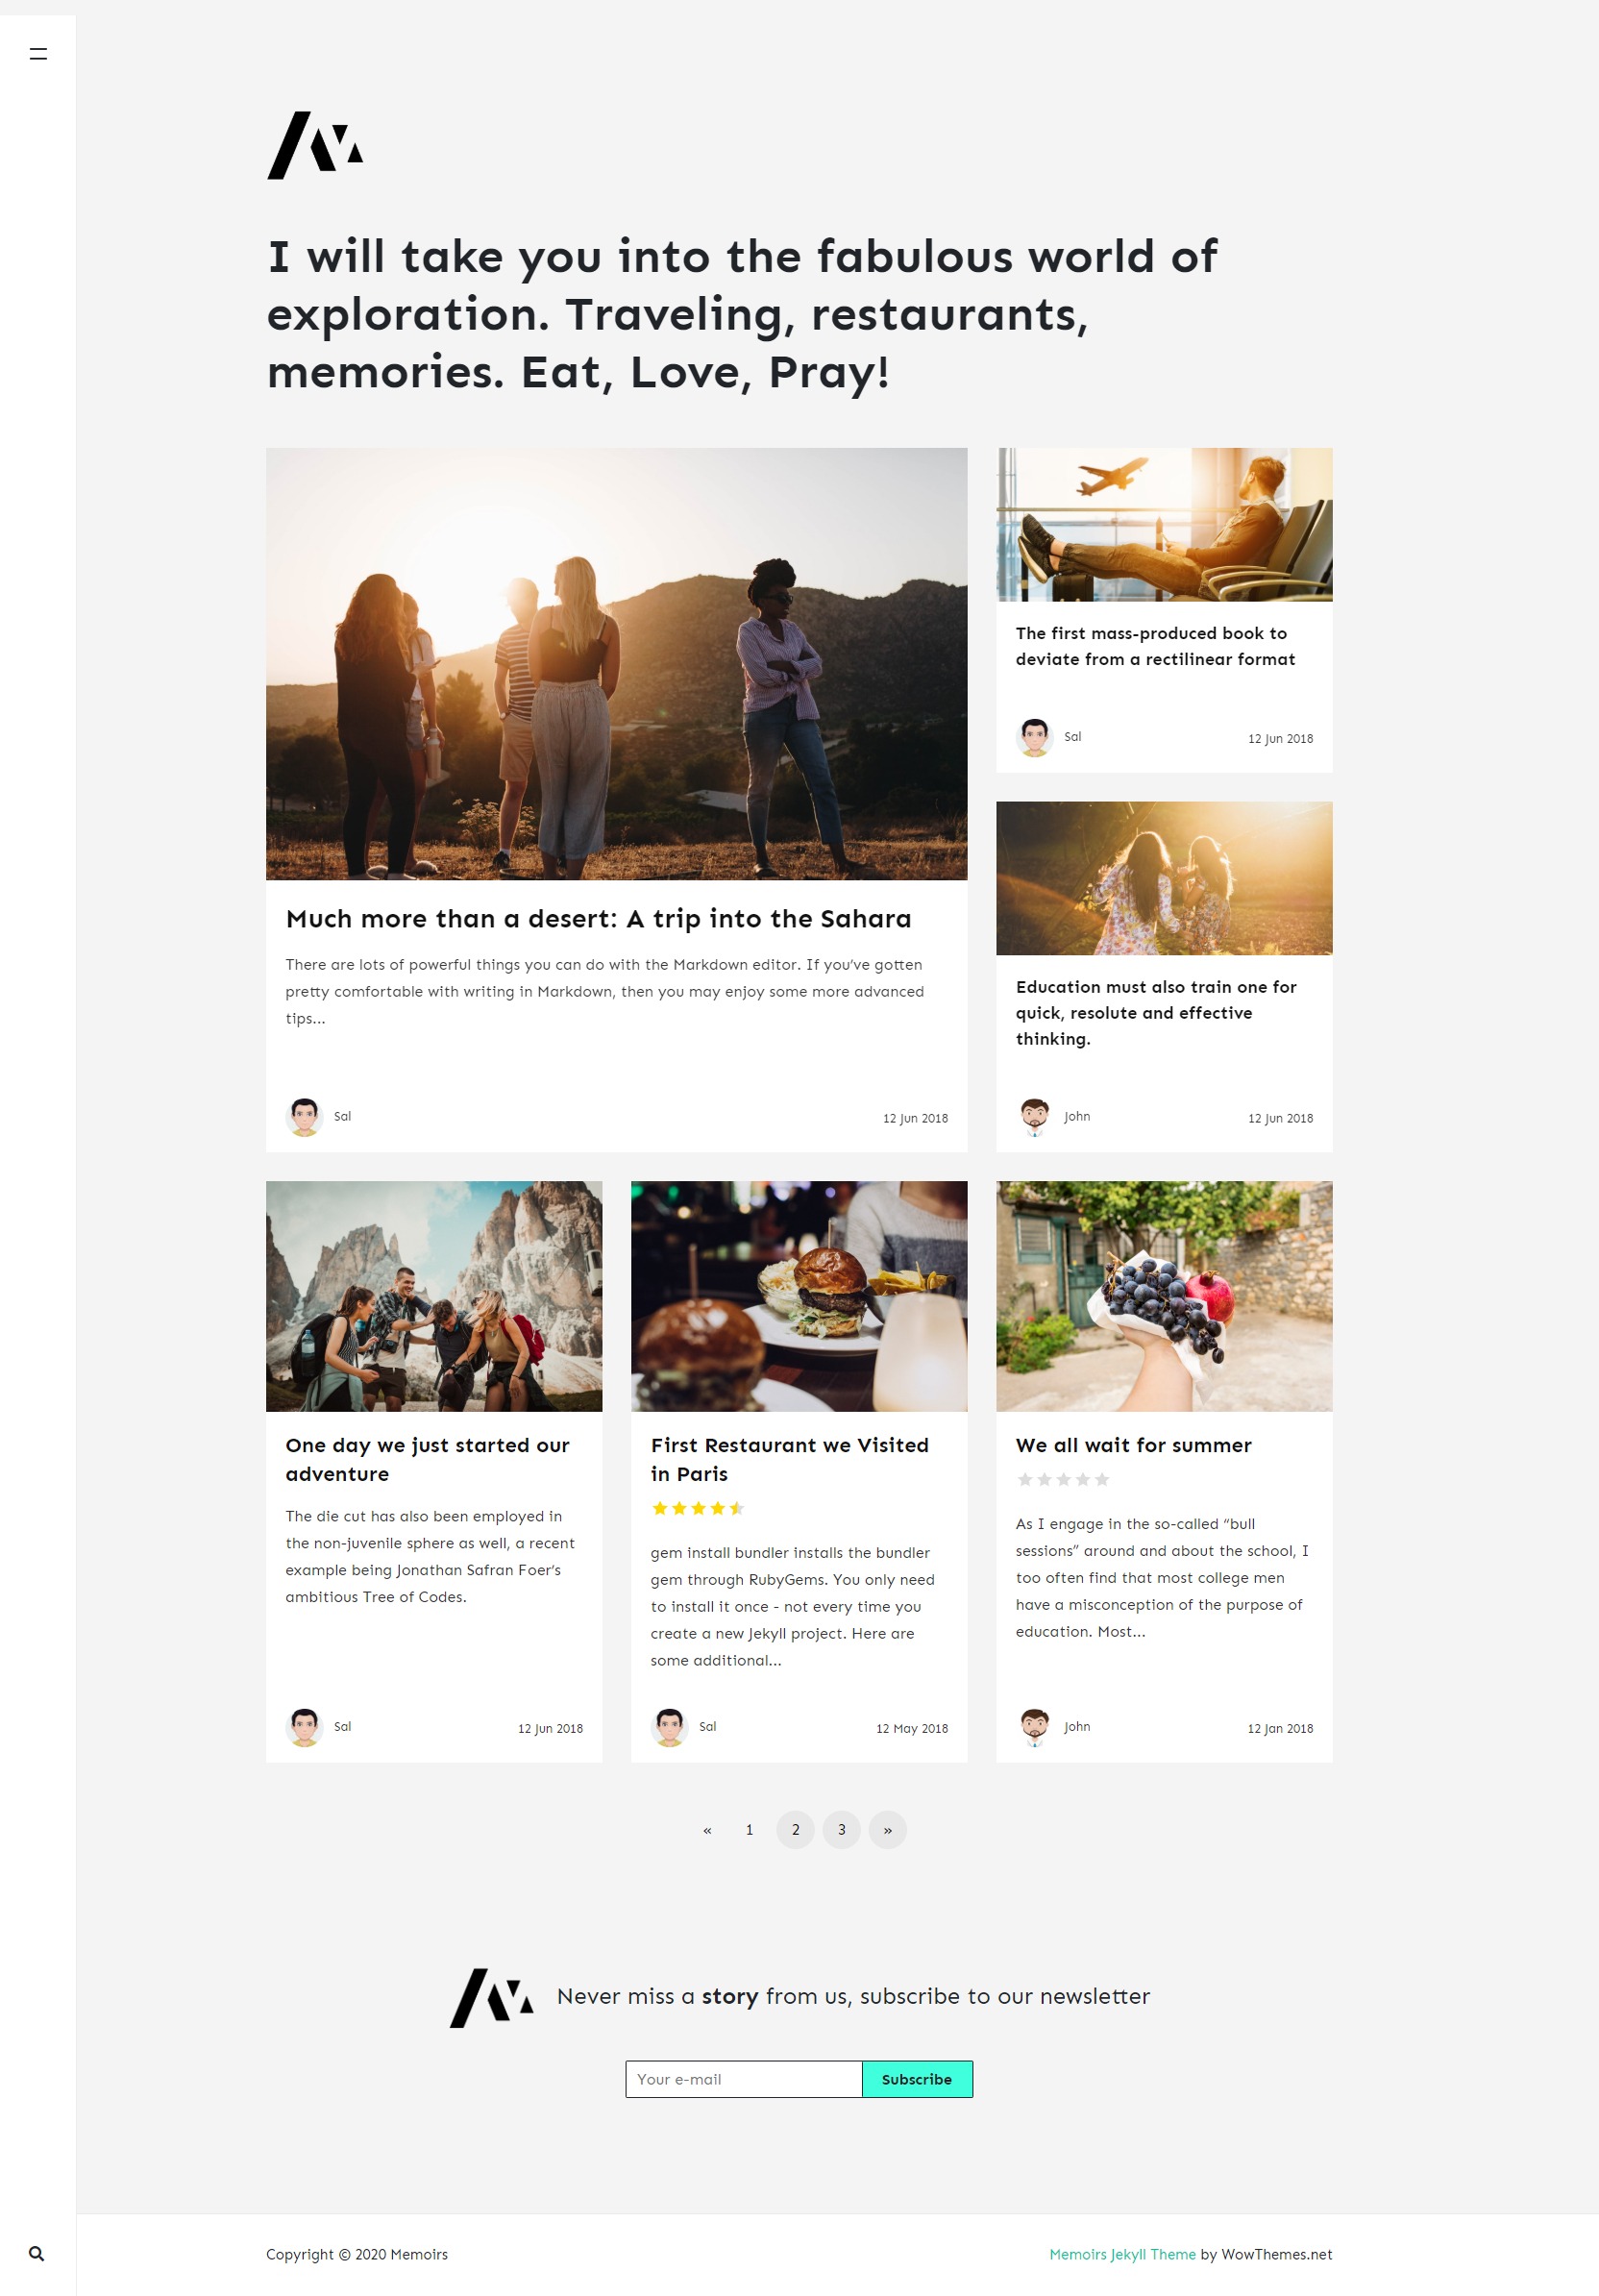 I will take you into the fabulous world of
exploration. Traveling, restaurants,
memories. Eat, Love, Pray!
Much more than a desert: A trip into the Sahara
There are lots of powerful things you can do with the Markdown editor. If you’ve gotten
pretty comfortable with writing in Markdown, then you may enjoy some more advanced
tips...
Sal
12 Jun 2018
The first mass-produced book to
deviate from a rectilinear format
Sal
12 Jun 2018
Education must also train one for
quick, resolute and effective
thinking.
John
12 Jun 2018
One day we just started our
adventure
The die cut has also been employed in
the non-juvenile sphere as well, a recent
example being Jonathan Safran Foer’s
ambitious Tree of Codes.
Sal
12 Jun 2018
First Restaurant we Visited
in Paris
gem install bundler installs the bundler
gem through RubyGems. You only need
to install it once - not every time you
create a new Jekyll project. Here are
some additional...
Sal
12 May 2018
We all wait for summer
As I engage in the so-called “bull
sessions” around and about the school, I
too often find that most college men
have a misconception of the purpose of
education. Most...
John
12 Jan 2018
« 1 2 3 »
Never miss a story from us, subscribe to our newsletter
Your e-mail
Subscribe
Copyright © 2020 Memoirs
Memoirs Jekyll Theme by WowThemes.net